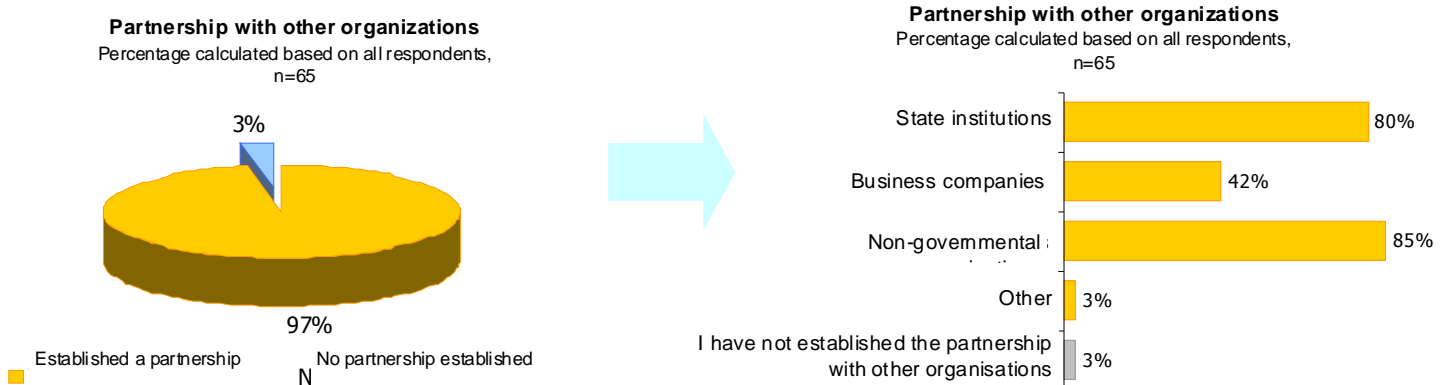 Partnership with other organizations
Percentage calculated based on all respondents,
n=65
3%
97%
Established a partnership
No partnership established
N
Partnership with other organizations
Percentage calculated based on all respondents,
n=65
State institutions
80%
Business companies
42%
Non-governmental
85%
Other
3%
I have not established the partnership
with other organisations
3%